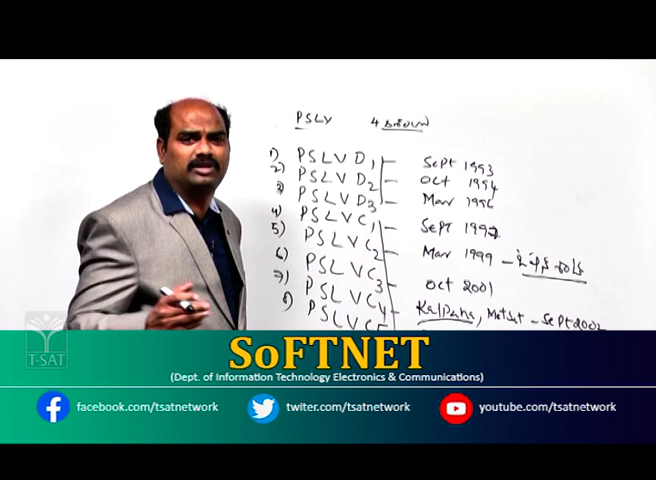 PSLV 4
1) PSLV D1 Sept 1993
2) PSLV D2 Oct 1994
3) PSLV D3 Mar 1996
4) PSLV C1 Sept 1997
5) PSLV C2 Mar 1999 –
6) PSLV C3 Oct 2001
7) PSLV C4 Kalpana, Metsat – Sept 2002
8) PSLV C5
T-SAT
SoFTNET
(Dept. of Information Technology Electronics & Communications)
facebook.com/tsatnetwork twiter.com/tsatnetwork youtube.com/tsatnetwork